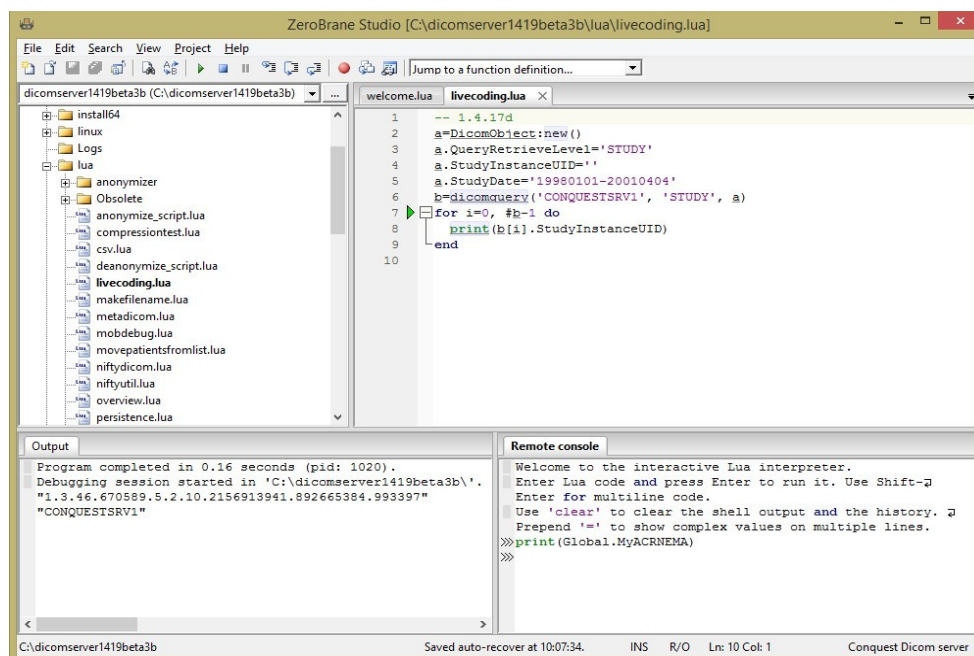 ZeroBrane Studio [C:\dicomserver1419beta3b\lua\livecoding.lua]
File Edit Search View Project Help
Jump to a function definition...
dicomserver1419beta3b (C:\dicomserver1419beta3b) ...
install64
linux
Logs
lua
anonymizer
Obsolete
anonymize_script.lua
compressiontest.lua
csv.lua
deanonymize_script.lua
livecoding.lua
makefilename.lua
metadicom.lua
mobdebug.lua
movepatientsfromlist.lua
niftydicom.lua
niftyutil.lua
overview.lua
persistence.lua
welcome.lua livecoding.lua
1 -- 1.4.17d
2 a=DicomObject:new()
3 a.QueryRetrieveLevel='STUDY'
4 a.StudyInstanceUID=''
5 a.StudyDate='19980101-20010404'
6 b=dicomquery('CONQUESTSRV1', 'STUDY', a)
7 for i=0, #b-1 do
8 print(b[i].StudyInstanceUID)
9 end
10
Output
Program completed in 0.16 seconds (pid: 1020).
Debugging session started in 'C:\dicomserver1419beta3b\'.
"1.3.46.670589.5.2.10.2156913941.892665384.993397"
"CONQUESTSRV1"
Remote console
Welcome to the interactive Lua interpreter.
Enter Lua code and press Enter to run it. Use Shift-
Enter for multiline code.
Use 'clear' to clear the shell output and the history.
Prepend '=' to show complex values on multiple lines.
print(Global.MyACRNEMA)
C:\dicomserver1419beta3b Saved auto-recover at 10:07:34. INS R/O Ln: 10 Col: 1 Conquest Dicom server